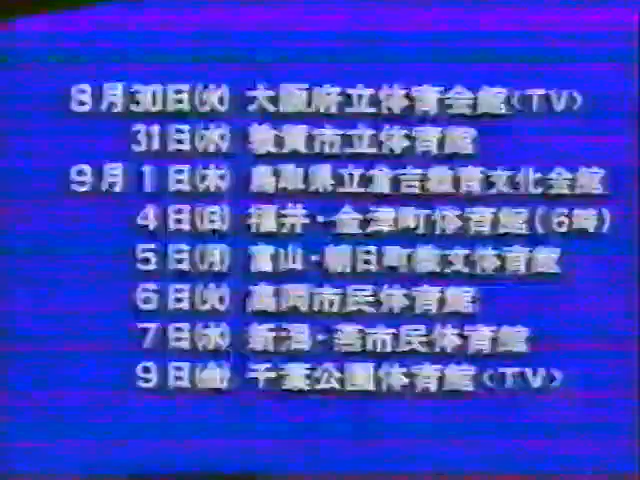 8月30日(火) 大阪府立体育会館<TV>
31日(水) 敦賀市立体育館
9月1日(木) 鳥取県立倉吉教育文化会館
4日(日) 福井・金津町体育館(6時)
5日(月) 富山・朝日町 体育館
6日(火) 高岡市民体育館
7日(水) 新潟・燕市民体育館
9日(金) 千葉公園体育館<TV>